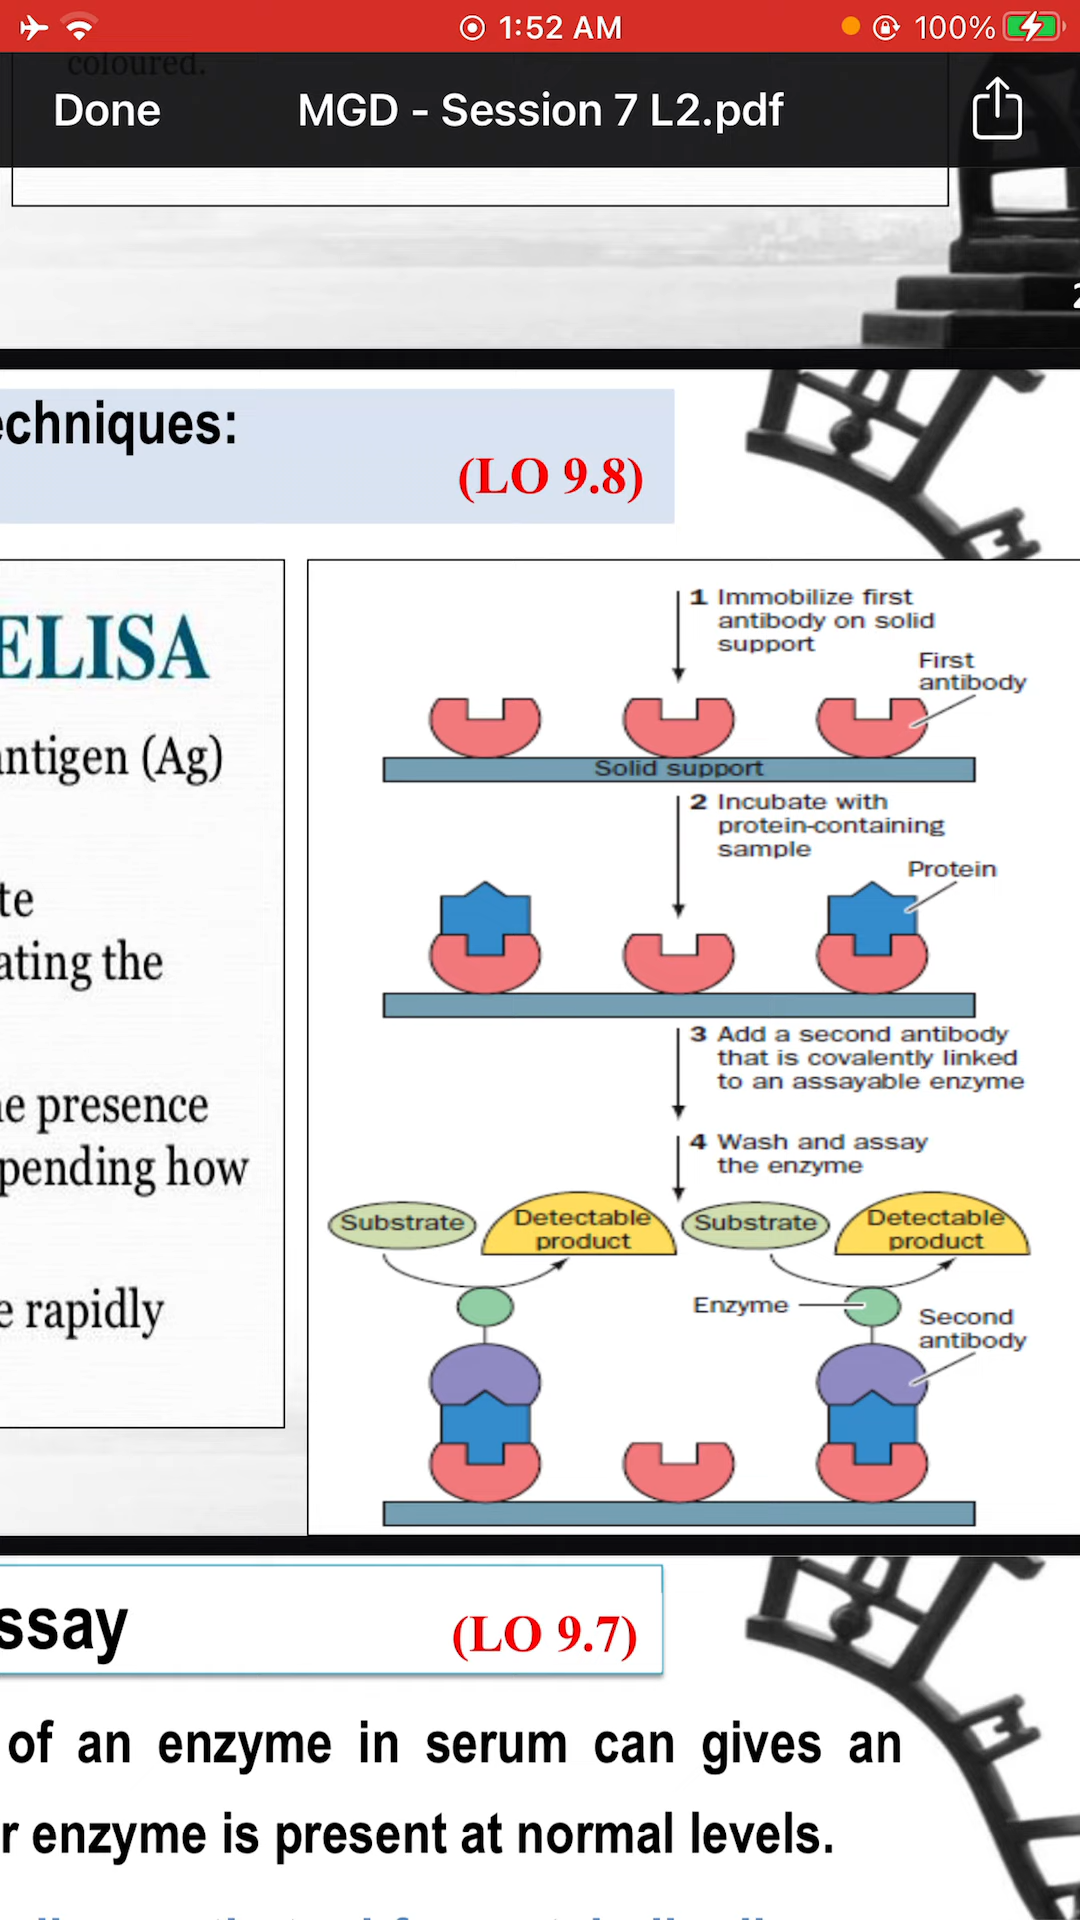 1:52 AM
100%
coloured.
Done
MGD - Session 7 L2.pdf
echniques:
(LO 9.8)
ELISA
antigen (Ag)
te
ating the
e presence
pending how
e rapidly
1 Immobilize first
antibody on solid
support
First
antibody
Solid support
2 Incubate with
protein-containing
sample
Protein
3 Add a second antibody
that is covalently linked
to an assayable enzyme
4 Wash and assay
the enzyme
Substrate
Detectable
product
Substrate
Detectable
product
Enzyme
Second
antibody
ssay
(LO 9.7)
of an enzyme in serum can gives an
r enzyme is present at normal levels.